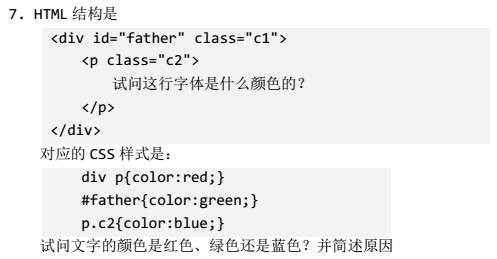 7. HTML 结构是
<div id="father" class="c1">
<p class="c2">
试问这行字体是什么颜色的？
</p>
</div>
对应的 CSS 样式是：
div p{color:red;}
#father{color:green;}
p.c2{color:blue;}
试问文字的颜色是红色、绿色还是蓝色？并简述原因